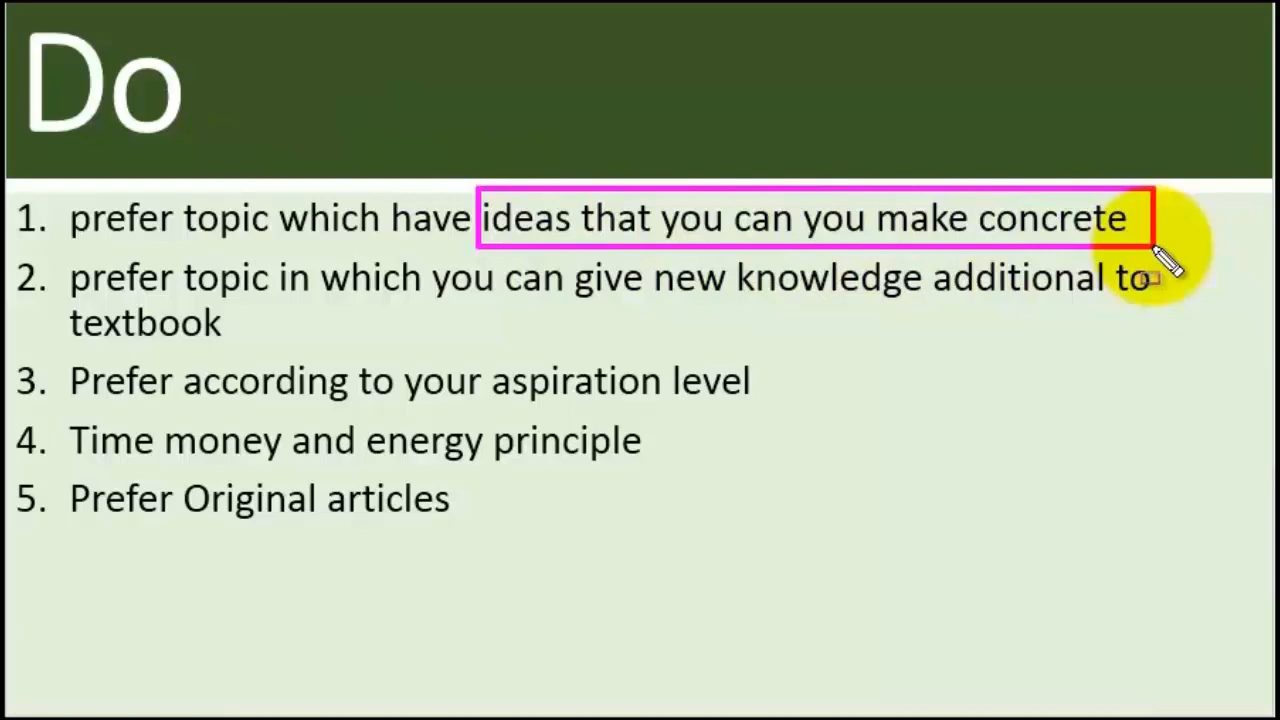 Do
1. prefer topic which have ideas that you can you make concrete
2. prefer topic in which you can give new knowledge additional to
textbook
3. Prefer according to your aspiration level
4. Time money and energy principle
5. Prefer Original articles